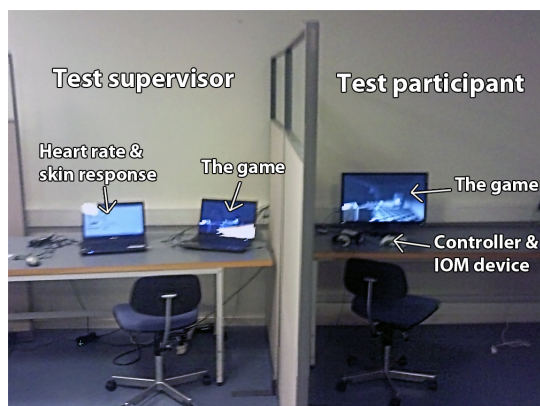 Test supervisor
Test participant
Heart rate &
skin response
The game
The game
Controller &
IOM device